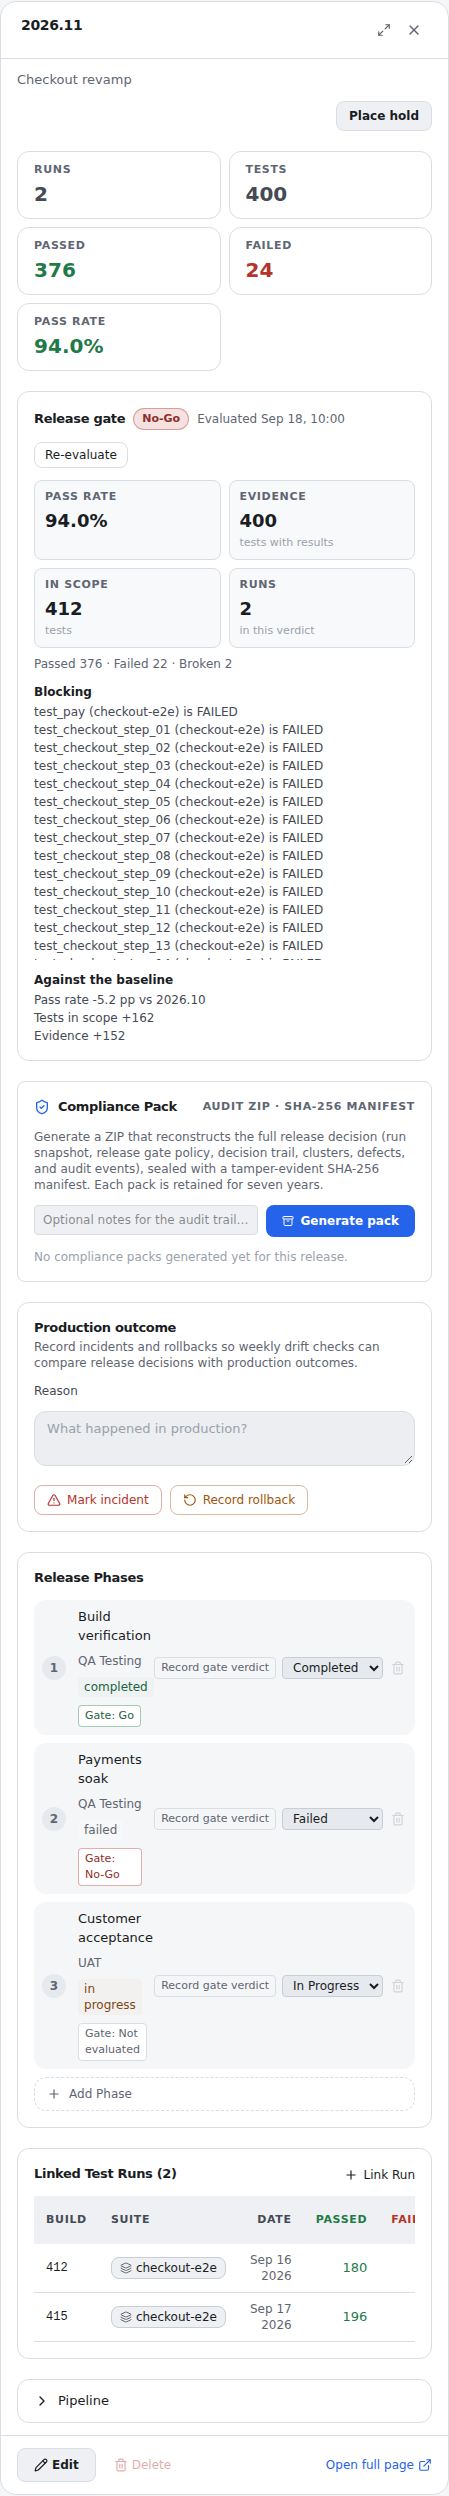 2026.11
Checkout revamp
Place hold
RUNS
2
TESTS
400
PASSED
376
FAILED
24
PASS RATE
94.0%
Release gate No-Go Evaluated Sep 18, 10:00
Re-evaluate
PASS RATE
94.0%
EVIDENCE
400
tests with results
IN SCOPE
412
tests
RUNS
2
in this verdict
Passed 376 · Failed 22 · Broken 2
Blocking
test_pay (checkout-e2e) is FAILED
test_checkout_step_01 (checkout-e2e) is FAILED
test_checkout_step_02 (checkout-e2e) is FAILED
test_checkout_step_03 (checkout-e2e) is FAILED
test_checkout_step_04 (checkout-e2e) is FAILED
test_checkout_step_05 (checkout-e2e) is FAILED
test_checkout_step_06 (checkout-e2e) is FAILED
test_checkout_step_07 (checkout-e2e) is FAILED
test_checkout_step_08 (checkout-e2e) is FAILED
test_checkout_step_09 (checkout-e2e) is FAILED
test_checkout_step_10 (checkout-e2e) is FAILED
test_checkout_step_11 (checkout-e2e) is FAILED
test_checkout_step_12 (checkout-e2e) is FAILED
test_checkout_step_13 (checkout-e2e) is FAILED
Against the baseline
Pass rate -5.2 pp vs 2026.10
Tests in scope +162
Evidence +152
Compliance Pack AUDIT ZIP · SHA-256 MANIFEST
Generate a ZIP that reconstructs the full release decision (run
snapshot, release gate policy, decision trail, clusters, defects,
and audit events), sealed with a tamper-evident SHA-256
manifest. Each pack is retained for seven years.
Optional notes for the audit trail... Generate pack
No compliance packs generated yet for this release.
Production outcome
Record incidents and rollbacks so weekly drift checks can
compare release decisions with production outcomes.
Reason
What happened in production?
Mark incident Record rollback
Release Phases
1
Build
verification
QA Testing
completed
Gate: Go
Record gate verdict Completed
2
Payments
soak
QA Testing
failed
Gate:
No-Go
Record gate verdict Failed
3
Customer
acceptance
UAT
in
progress
Gate: Not
evaluated
Record gate verdict In Progress
Add Phase
Linked Test Runs (2) Link Run
BUILD SUITE DATE PASSED FAI
412 checkout-e2e Sep 16
2026 180
415 checkout-e2e Sep 17
2026 196
Pipeline
Edit Delete Open full page